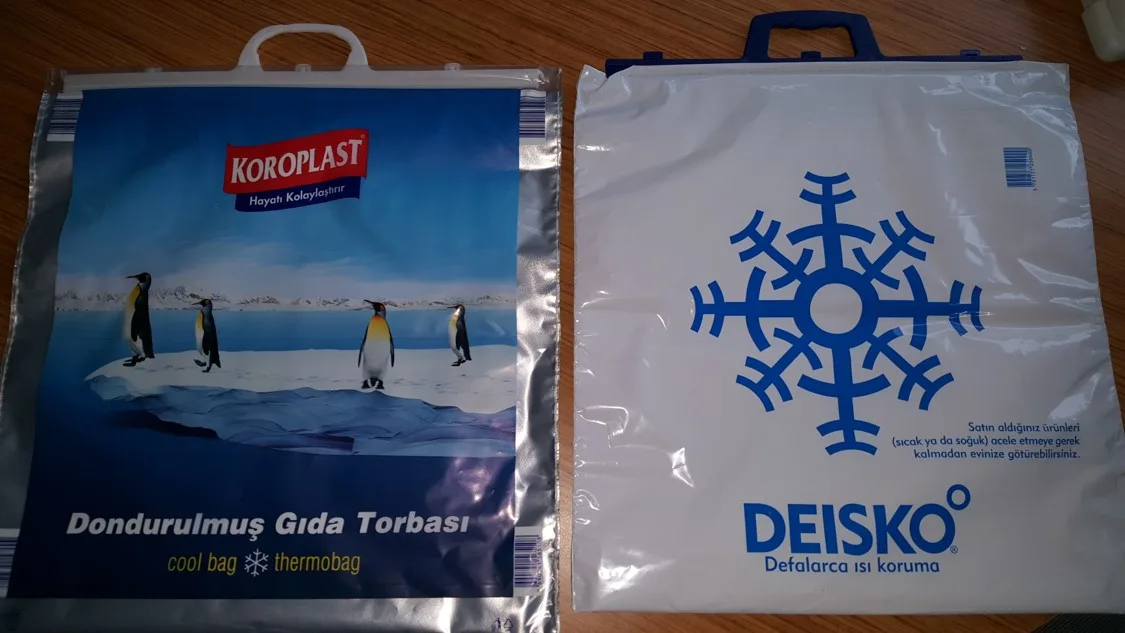 KOROPLAST®
Hayatı Kolaylaştırır
Dondurulmuş Gıda Torbası
cool bag thermobag
Satın aldığınız ürünleri
(sıcak ya da soğuk) acele etmeye gerek
kalmadan evinize götürebilirsiniz.
DEISKO®
Defalarca ısı koruma